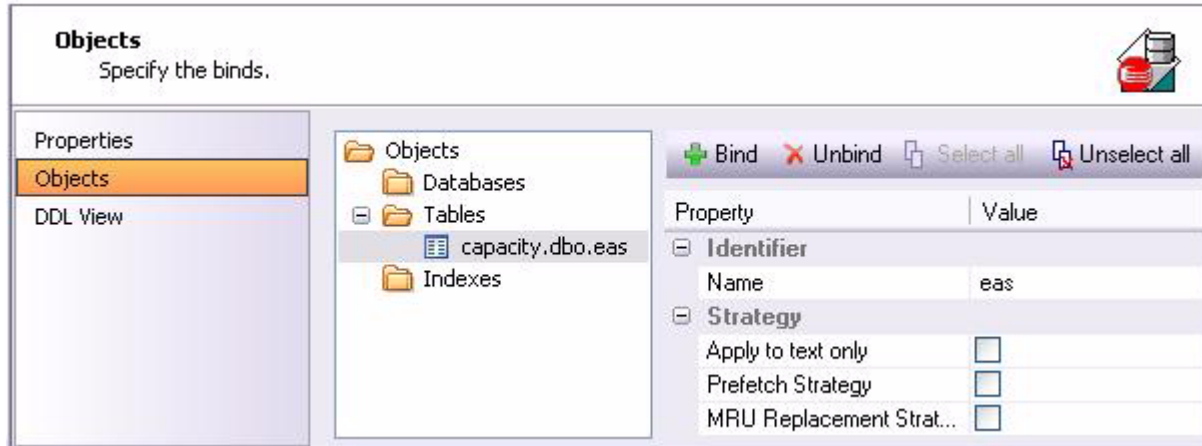 Objects
Specify the binds.
Properties
Objects
DDL View
Objects
Databases
Tables
capacity.dbo.eas
Indexes
Bind Unbind Select all Unselect all
Property Value
Identifier
Name eas
Strategy
Apply to text only
Prefetch Strategy
MRU Replacement Strat...